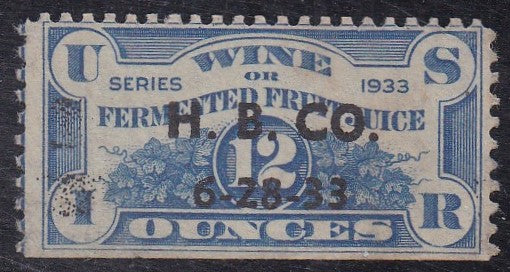 U WINE S
SERIES OR 1933
FERMENTED FRUIT JUICE
H. B. CO.
12
6-28-33
I OUNCES R